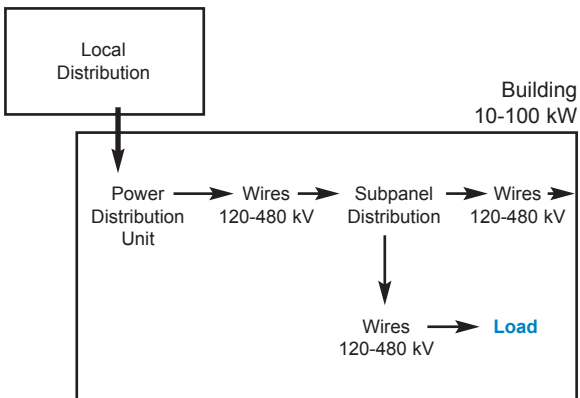 Local
Distribution
Building
10-100 kW
Power
Distribution
Unit
Wires
120-480 kV
Subpanel
Distribution
Wires
120-480 kV
Wires
120-480 kV
Load